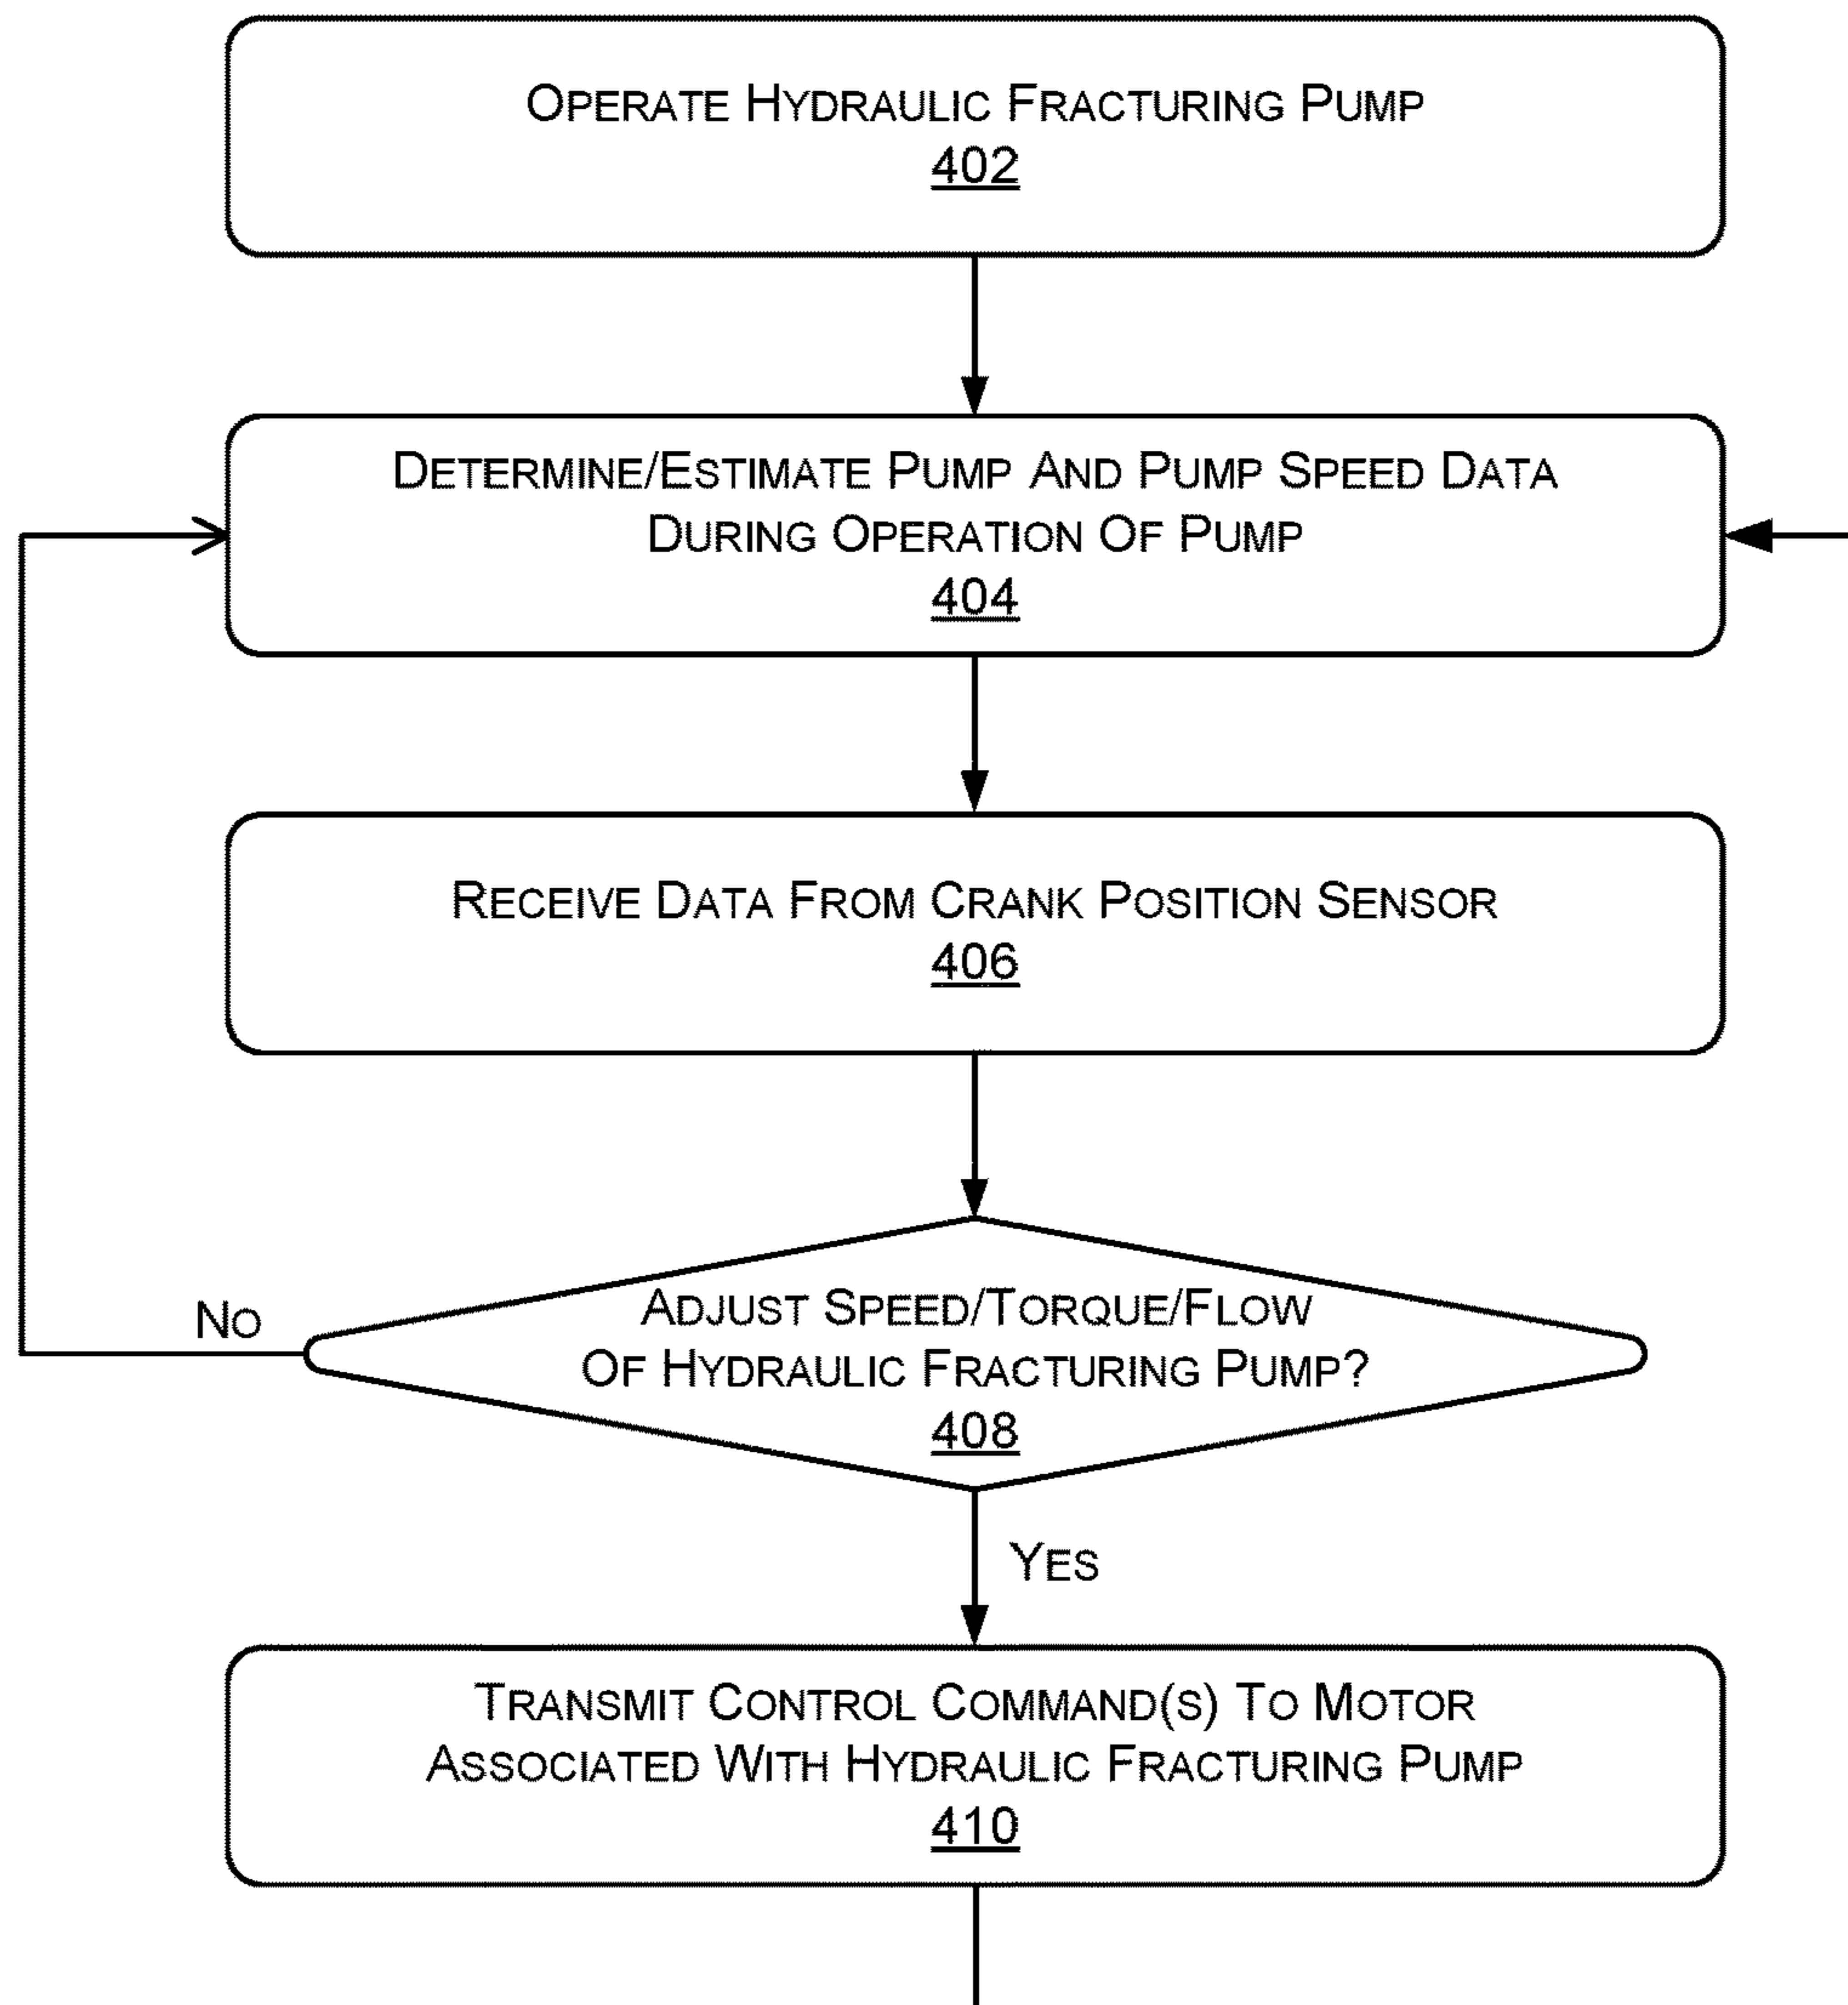 OPERATE HYDRAULIC FRACTURING PUMP
402
DETERMINE/ESTIMATE PUMP AND PUMP SPEED DATA
DURING OPERATION OF PUMP
404
RECEIVE DATA FROM CRANK POSITION SENSOR
406
ADJUST SPEED/TORQUE/FLOW
OF HYDRAULIC FRACTURING PUMP?
408
NO
YES
TRANSMIT CONTROL COMMAND(S) TO MOTOR
ASSOCIATED WITH HYDRAULIC FRACTURING PUMP
410